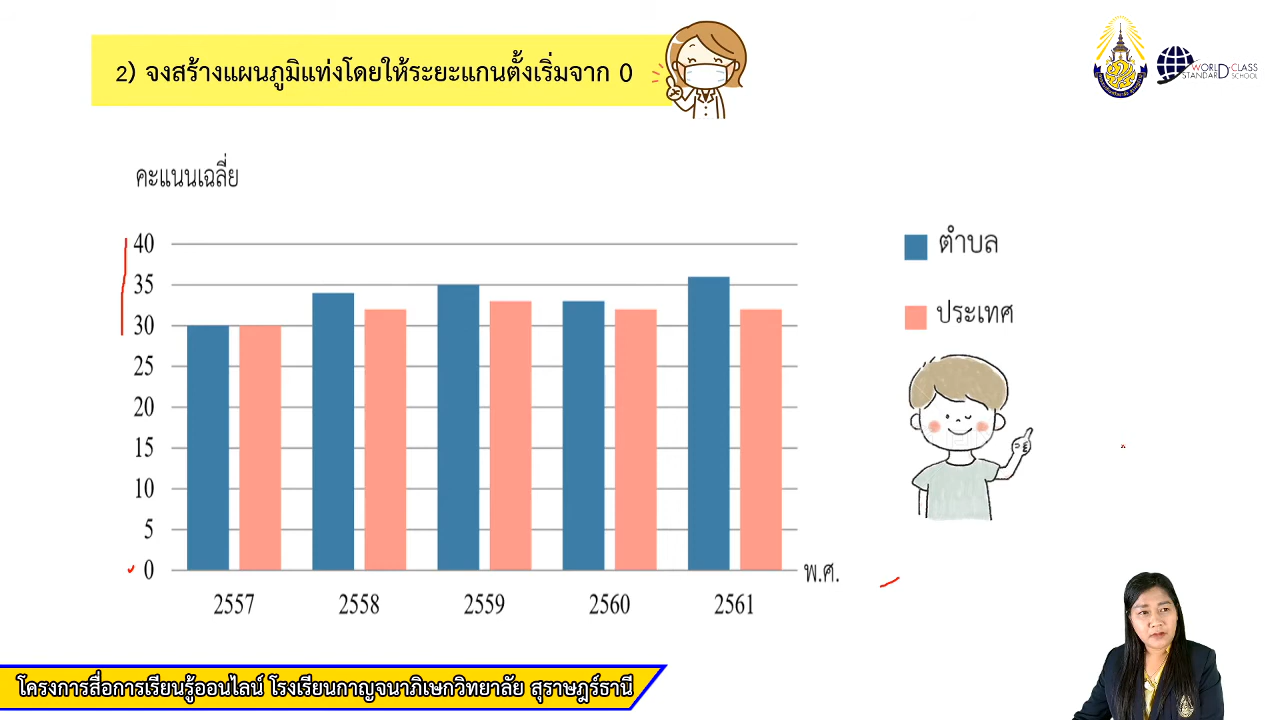 2) จงสร้างแผนภูมิแท่งโดยให้ระยะแกนตั้งเริ่มจาก 0
WORLD CLASS
STANDARD SCHOOL
คะแนนเฉลี่ย
40
35
30
25
20
15
10
5
0
2557 2558 2559 2560 2561
พ.ศ.
ตำบล
ประเทศ
โครงการสื่อการเรียนรู้ออนไลน์ โรงเรียนกาญจนาภิเษกวิทยาลัย สุราษฎร์ธานี